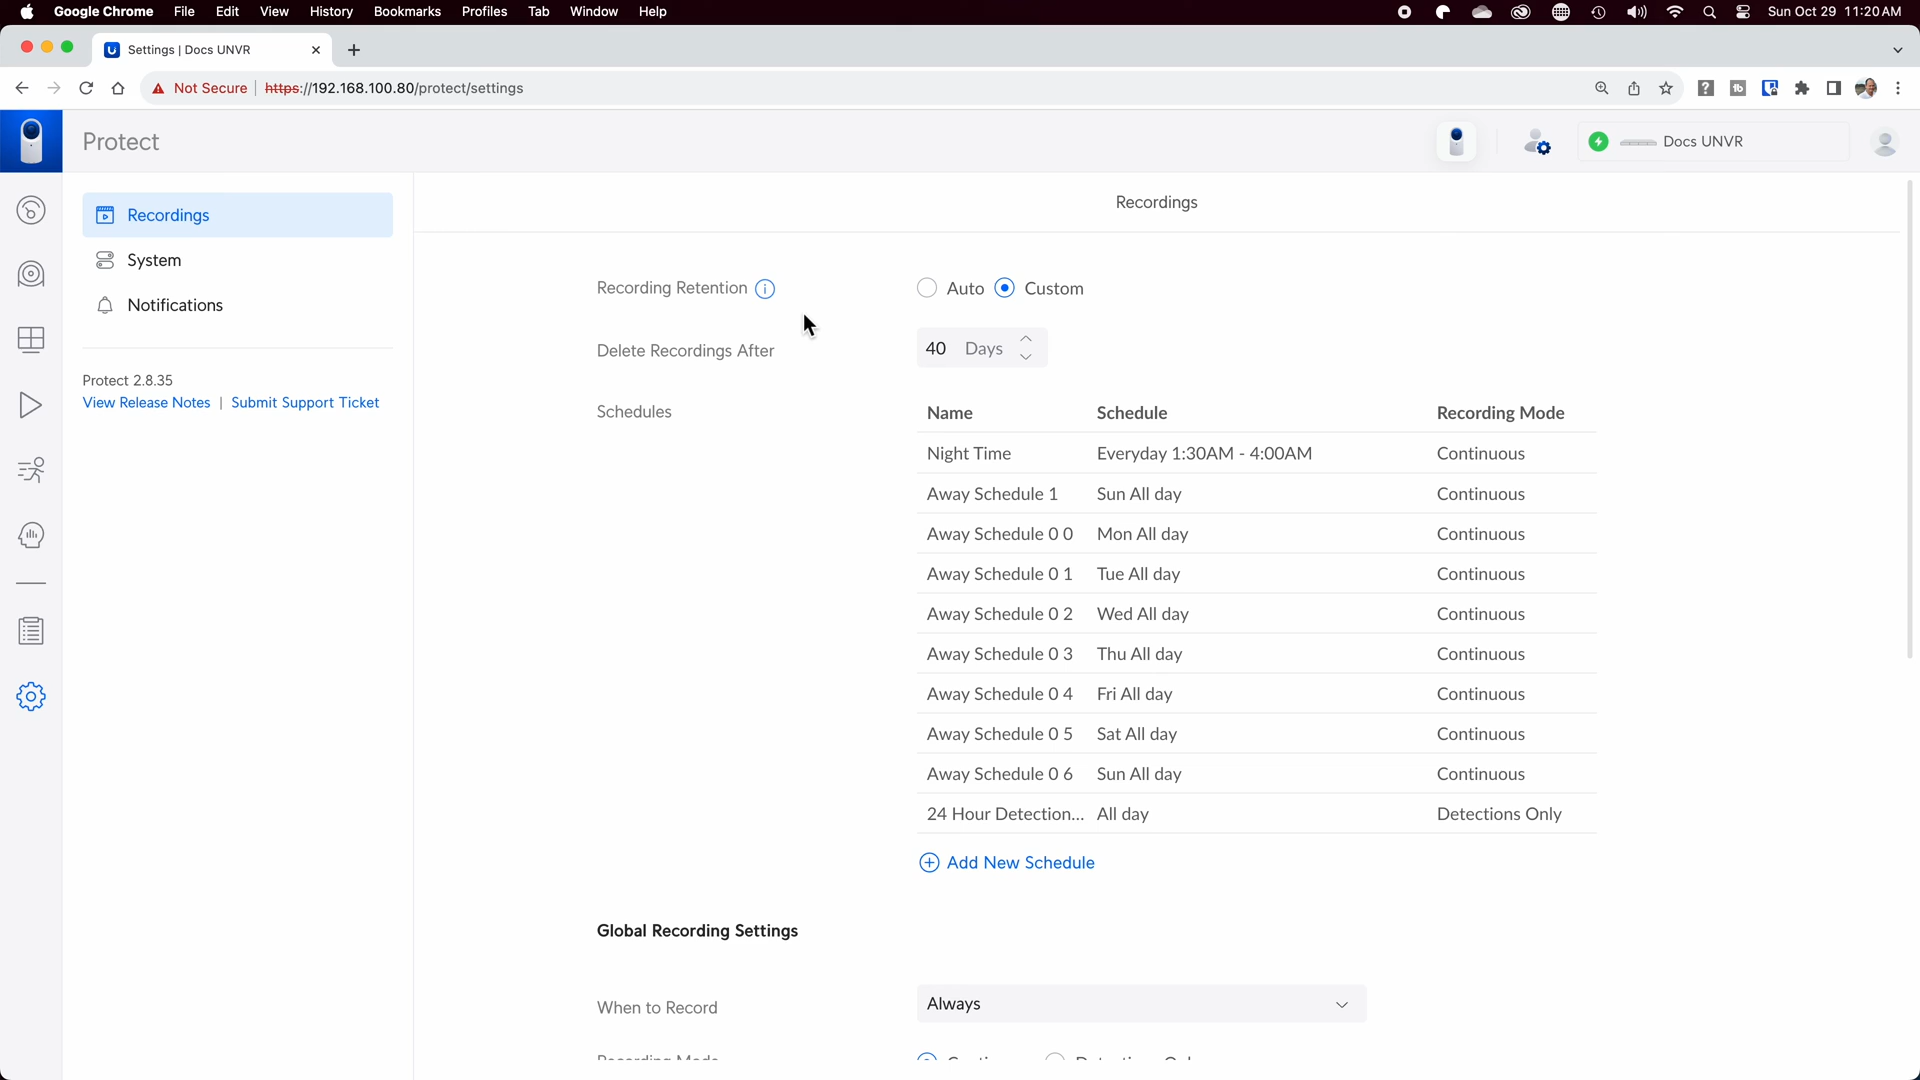 Google Chrome File Edit View History Bookmarks Profiles Tab Window Help Sun Oct 29 11:20 AM
Settings | Docs UNVR
Not Secure https://192.168.100.80/protect/settings
Protect
Docs UNVR
Recordings
System
Notifications
Protect 2.8.35
View Release Notes | Submit Support Ticket
Recordings
Recording Retention Auto Custom
Delete Recordings After 40 Days
Schedules
Name Schedule Recording Mode
Night Time Everyday 1:30AM - 4:00AM Continuous
Away Schedule 1 Sun All day Continuous
Away Schedule 0 0 Mon All day Continuous
Away Schedule 0 1 Tue All day Continuous
Away Schedule 0 2 Wed All day Continuous
Away Schedule 0 3 Thu All day Continuous
Away Schedule 0 4 Fri All day Continuous
Away Schedule 0 5 Sat All day Continuous
Away Schedule 0 6 Sun All day Continuous
24 Hour Detection... All day Detections Only
Add New Schedule
Global Recording Settings
When to Record Always